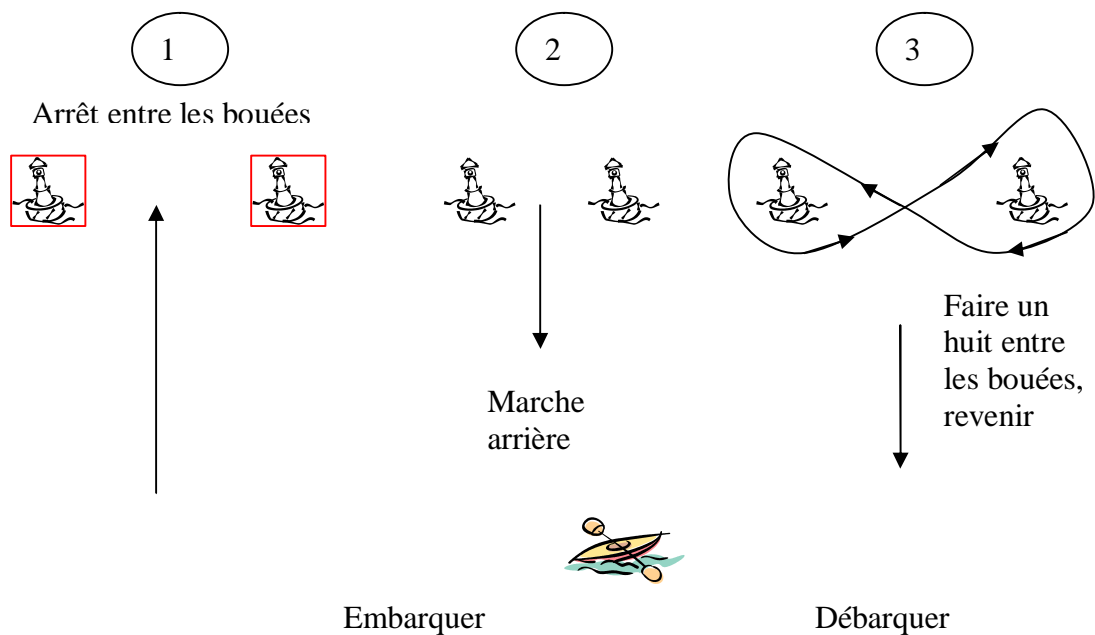 1
2
3
Arrêt entre les bouées
Marche
arrière
Faire un
huit entre
les bouées,
revenir
Embarquer
Débarquer